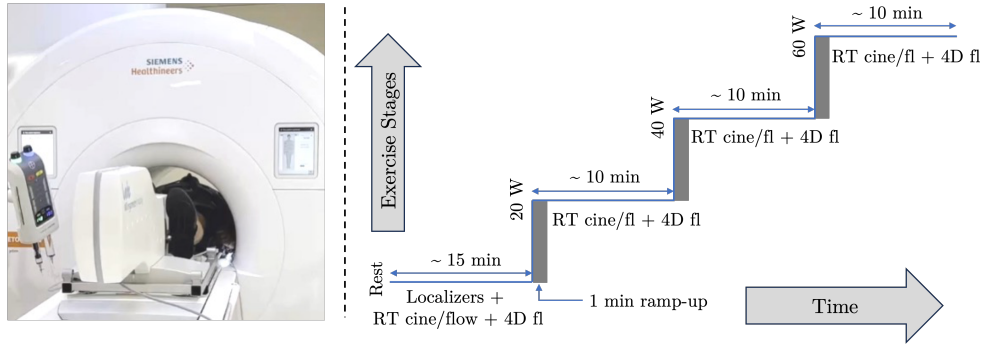 SIEMENS
Healthineers
Exercise Stages
Rest
~ 15 min
Localizers +
RT cine/flow + 4D fl
1 min ramp-up
20 W
~ 10 min
RT cine/fl + 4D fl
40 W
~ 10 min
RT cine/fl + 4D fl
60 W
~ 10 min
RT cine/fl + 4D fl
Time